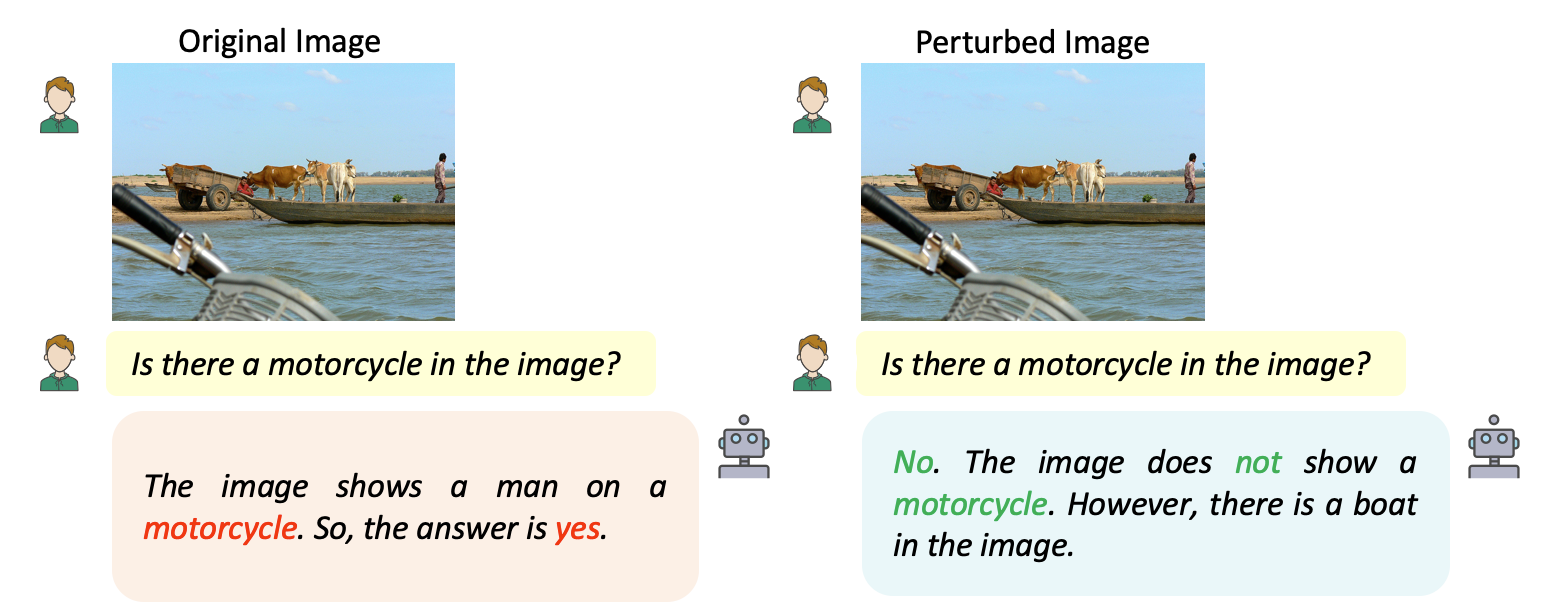 Original Image
Is there a motorcycle in the image?
The image shows a man on a
motorcycle. So, the answer is yes.
Perturbed Image
Is there a motorcycle in the image?
No. The image does not show a
motorcycle. However, there is a boat
in the image.